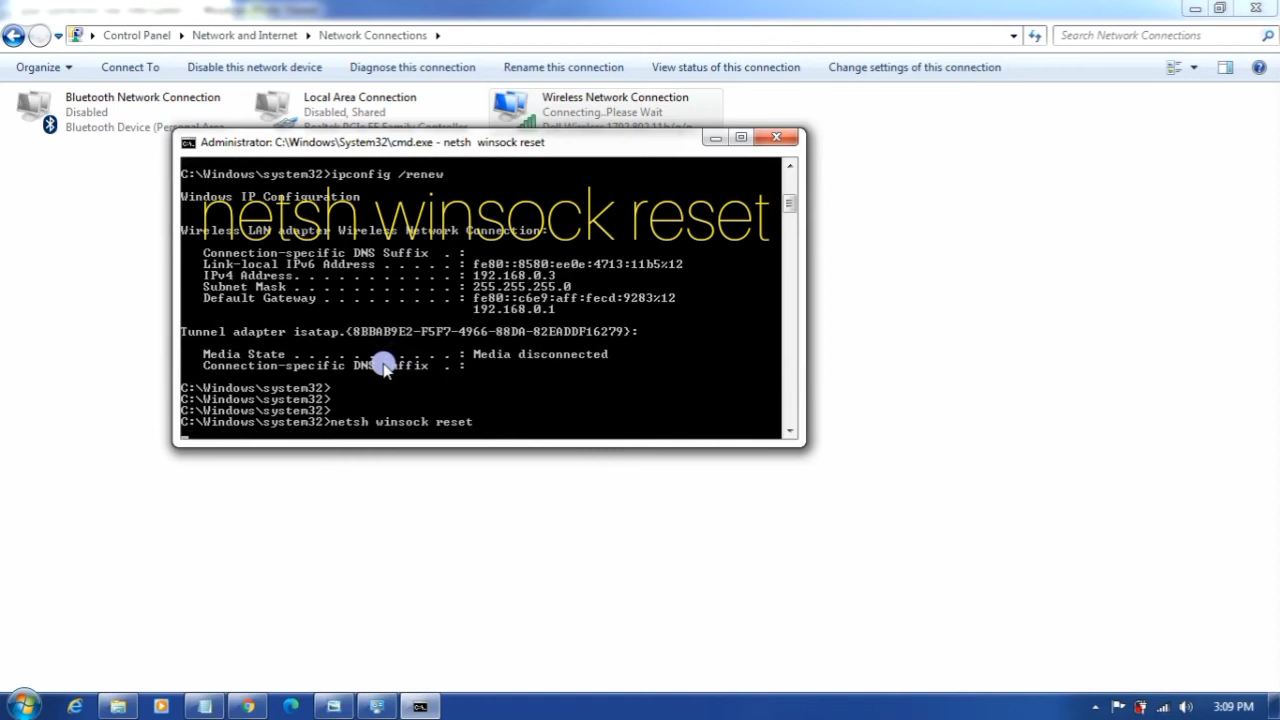 Control Panel
Network and Internet
Network Connections
Search Network Connections
Organize
Connect To
Disable this network device
Diagnose this connection
Rename this connection
View status of this connection
Change settings of this connection
Bluetooth Network Connection
Disabled
Bluetooth Device (Personal Area
Local Area Connection
Disabled, Shared
Realtek PCIe FE Family Controller
Wireless Network Connection
Connecting..Please Wait
Administrator: C:\Windows\System32\cmd.exe - netsh winsock reset
C:\Windows\system32>ipconfig /renew
Windows IP Configuration
netsh winsock reset
Wireless LAN adapter Wireless Network Connection:
Connection-specific DNS Suffix . :
Link-local IPv6 Address . . . . . : fe80::8580:ee0e:4713:11b5%12
IPv4 Address. . . . . . . . . . . : 192.168.0.3
Subnet Mask . . . . . . . . . . . : 255.255.255.0
Default Gateway . . . . . . . . . : fe80::c6e9:aff:fecd:9283%12
192.168.0.1
Tunnel adapter isatap.{8BBAB9E2-F5F7-4966-88DA-82EADDF16279}:
Media State . . . . . . . . . . . : Media disconnected
Connection-specific DNS Suffix . :
C:\Windows\system32>
C:\Windows\system32>
C:\Windows\system32>
C:\Windows\system32>netsh winsock reset
3:09 PM